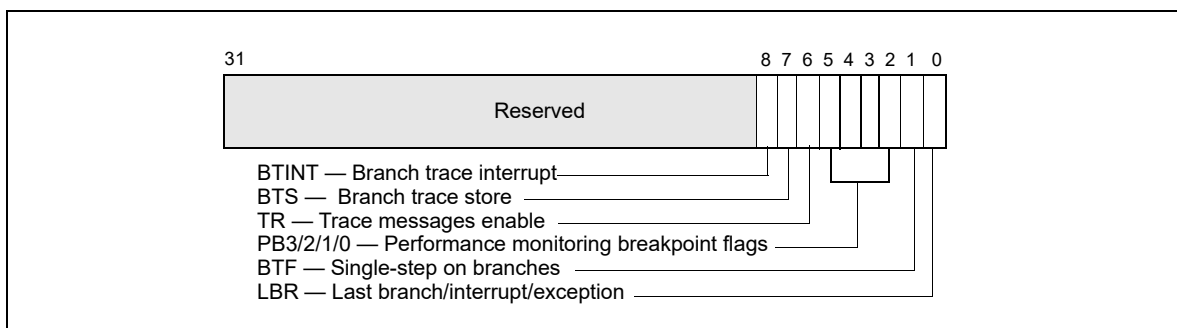 31 8 7 6 5 4 3 2 1 0
Reserved
BTINT — Branch trace interrupt
BTS — Branch trace store
TR — Trace messages enable
PB3/2/1/0 — Performance monitoring breakpoint flags
BTF — Single-step on branches
LBR — Last branch/interrupt/exception